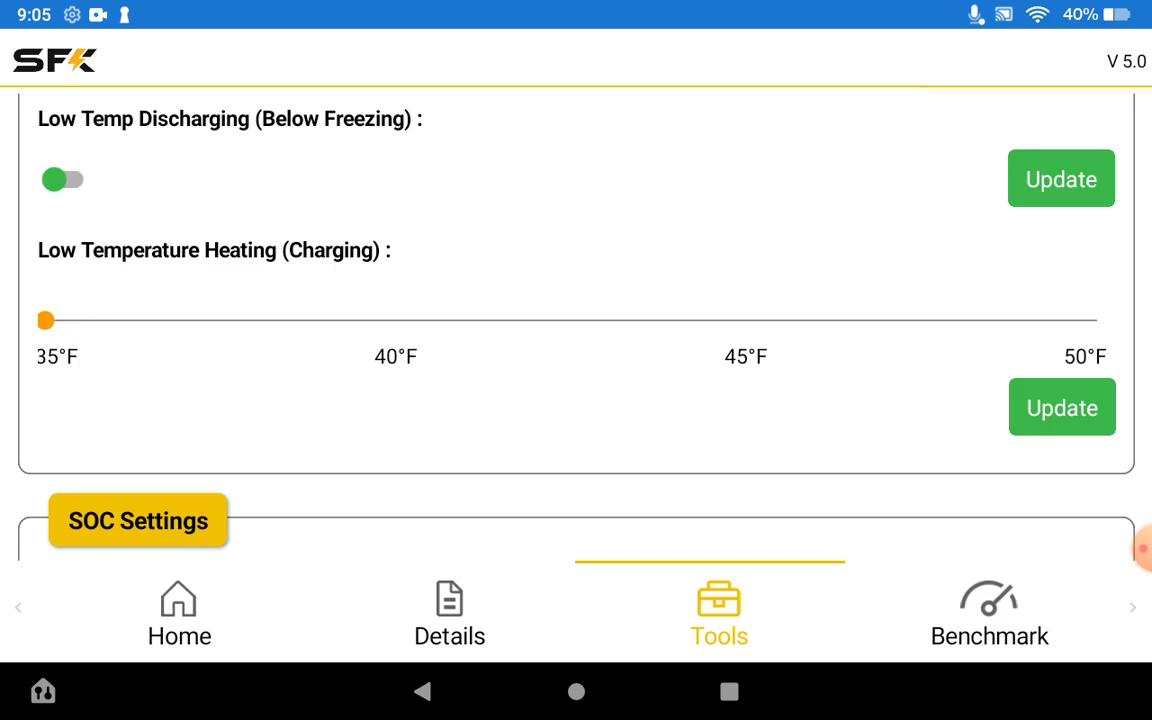 9:05
40%
SFK
V 5.0
Low Temp Discharging (Below Freezing) :
Update
Low Temperature Heating (Charging) :
35°F 40°F 45°F 50°F
Update
SOC Settings
Home Details Tools Benchmark